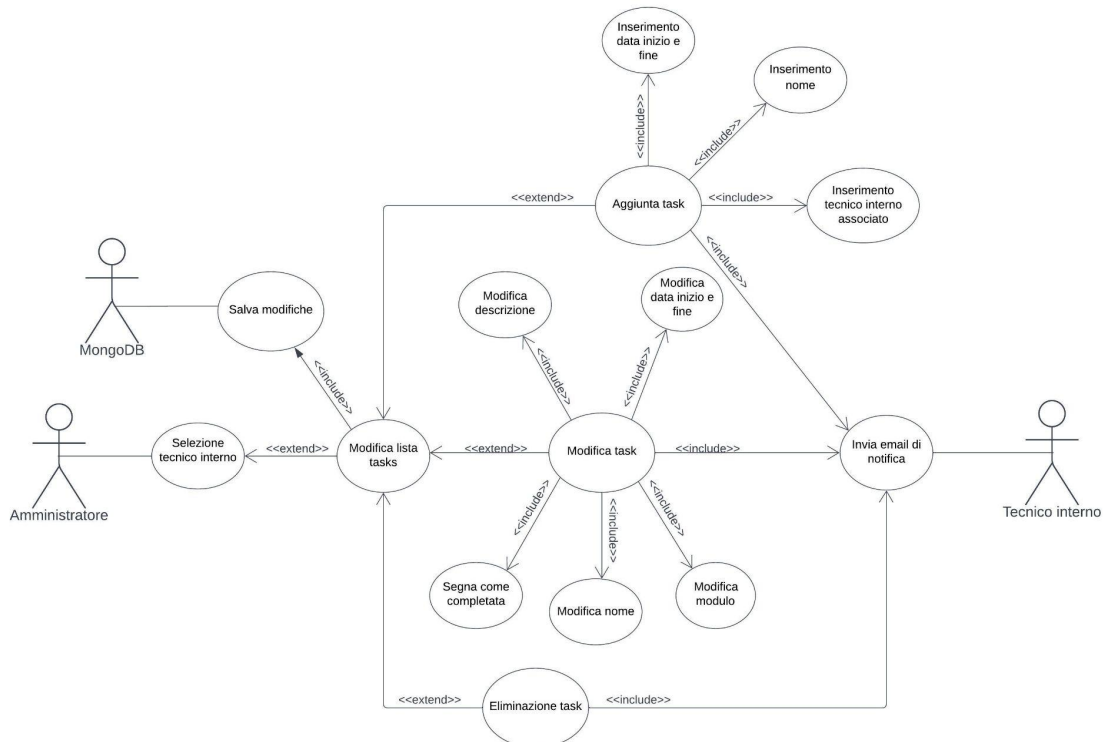 Inserimento
data inizio e
fine
Inserimento
nome
<<include>>
<<include>>
<<extend>>
Aggiunta task
<<include>>
Inserimento
tecnico interno
associato
<<include>>
Modifica
descrizione
Modifica
data inizio e
fine
Salva modifiche
MongoDB
<<include>>
<<include>>
<<include>>
Selezione
tecnico interno
<<extend>>
Modifica lista
tasks
<<extend>>
Modifica task
<<include>>
Invia email di
notifica
Amministratore
Tecnico interno
<<include>>
<<include>>
<<include>>
Segna come
completata
Modifica nome
Modifica
modulo
<<extend>>
Eliminazione task
<<include>>